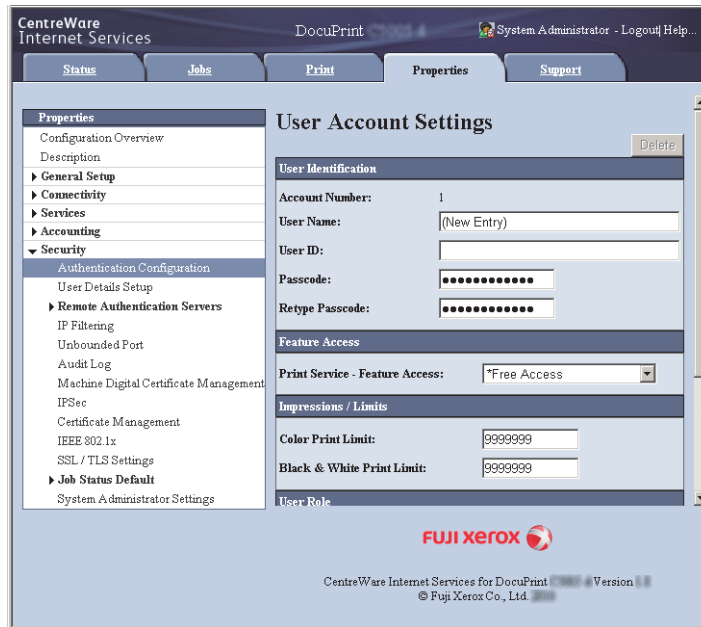 CentreWare
Internet Services
DocuPrint
System Administrator - Logout| Help...
Status
Jobs
Print
Properties
Support
Properties
Configuration Overview
Description
General Setup
Connectivity
Services
Accounting
Security
Authentication Configuration
User Details Setup
Remote Authentication Servers
IP Filtering
Unbounded Port
Audit Log
Machine Digital Certificate Management
IPSec
Certificate Management
IEEE 802.1x
SSL / TLS Settings
Job Status Default
System Administrator Settings
User Account Settings
Delete
User Identification
Account Number: 1
User Name: (New Entry)
User ID:
Passcode: ●●●●●●●●●●●●
Retype Passcode: ●●●●●●●●●●●●
Feature Access
Print Service - Feature Access: *Free Access
Impressions / Limits
Color Print Limit: 9999999
Black & White Print Limit: 9999999
User Role
FUJI xerox
CentreWare Internet Services for DocuPrint Version
© Fuji Xerox Co., Ltd.